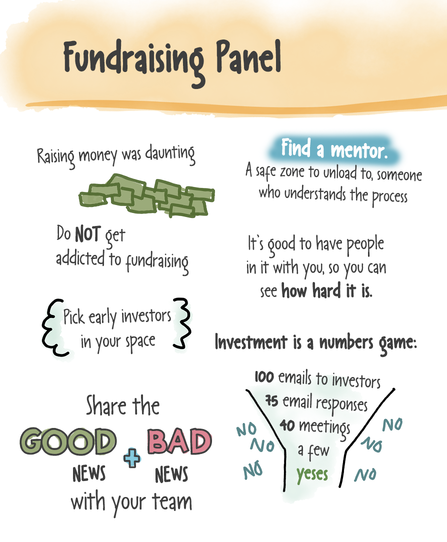 Fundraising Panel
Raising money was daunting
Do NOT get
addicted to fundraising
Pick early investors
in your space
Share the
GOOD + BAD
NEWS NEWS
with your team
Find a mentor.
A safe zone to unload to, someone
who understands the process
It's good to have people
in it with you, so you can
see how hard it is.
Investment is a numbers game:
100 emails to investors
75 email responses
40 meetings
a few
yeses
NO
NO
NO
NO
NO
NO